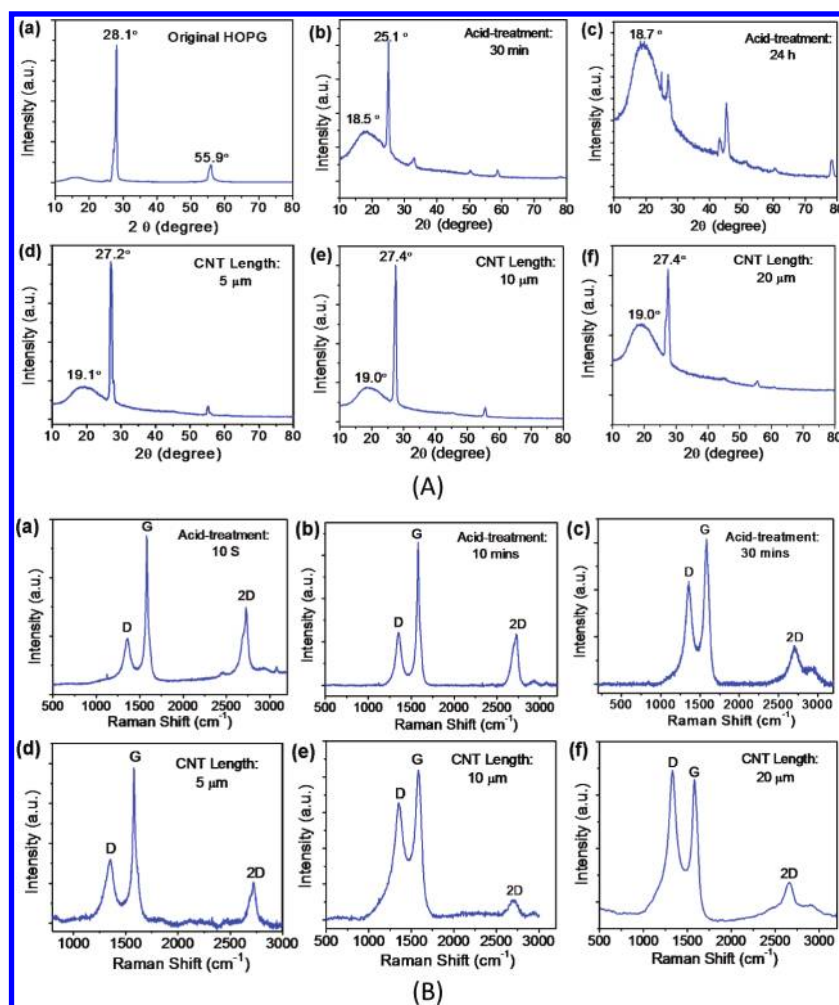 (a)
28.1°
Original HOPG
55.9°
Intensity (a.u.)
10 20 30 40 50 60 70 80
2 θ (degree)
(b)
25.1°
Acid-treatment:
30 min
18.5°
Intensity (a.u.)
10 20 30 40 50 60 70 80
2θ (degree)
(c)
18.7°
Acid-treatment:
24 h
Intensity (a.u.)
10 20 30 40 50 60 70 80
2θ (degree)
(d)
27.2°
CNT Length:
5 μm
19.1°
Intensity (a.u.)
10 20 30 40 50 60 70 80
2θ (degree)
(e)
27.4°
CNT Length:
10 μm
19.0°
Intensity (a.u.)
10 20 30 40 50 60 70 80
2θ (degree)
(f)
27.4°
CNT Length:
20 μm
19.0°
Intensity (a.u.)
10 20 30 40 50 60 70 80
2θ (degree)
(A)
(a)
G
Acid-treatment:
10 S
D
2D
Intensity (a.u.)
500 1000 1500 2000 2500 3000
Raman Shift (cm⁻¹)
(b)
G
Acid-treatment:
10 mins
D
2D
Intensity (a.u.)
500 1000 1500 2000 2500 3000
Raman Shift (cm⁻¹)
(c)
G
Acid-treatment:
30 mins
D
2D
Intensity (a.u.)
500 1000 1500 2000 2500 3000
Raman Shift (cm⁻¹)
(d)
G
CNT Length:
5 μm
D
2D
Intensity (a.u.)
1000 1500 2000 2500 3000
Raman Shift (cm⁻¹)
(e)
G
CNT Length:
10 μm
D
2D
Intensity (a.u.)
500 1000 1500 2000 2500 3000
Raman Shift (cm⁻¹)
(f)
D
G
CNT Length:
20 μm
2D
Intensity (a.u.)
500 1000 1500 2000 2500 3000
Raman Shift (cm⁻¹)
(B)